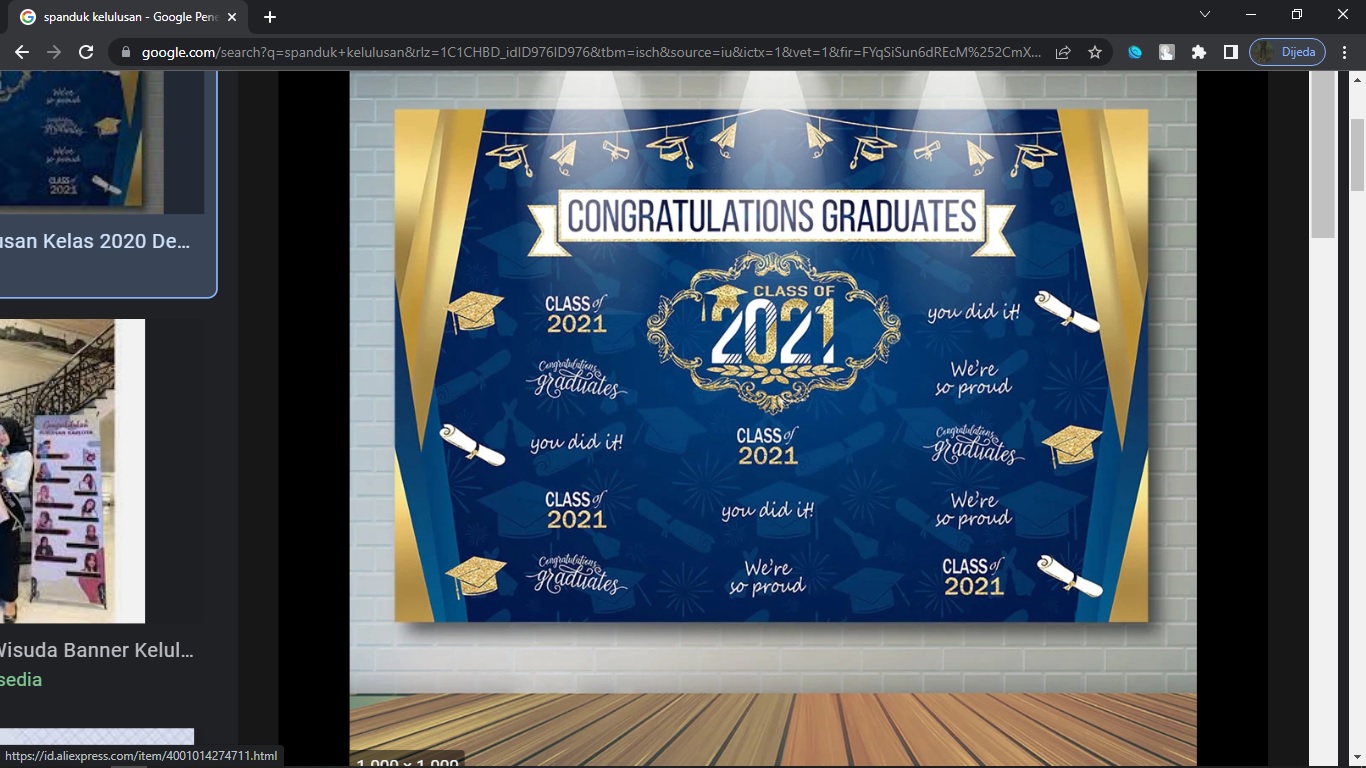 spanduk kelulusan - Google Pene
google.com/search?q=spanduk+kelulusan&rlz=1C1CHBD_idID976ID976&tbm=isch&source=iu&ictx=1&vet=1&fir=FYqSiSun6dREcM%252CmX...
Dijeda
We're
so proud
graduates
We're
so proud
CLASS of
2021
usan Kelas 2020 De...
Wisuda Banner Kelul...
sedia
CONGRATULATIONS GRADUATES
CLASS OF
2021
CLASS of
2021
you did it!
Congratulations
graduates
We're
so proud
you did it!
CLASS of
2021
Congratulations
graduates
CLASS of
2021
you did it!
We're
so proud
Congratulations
graduates
We're
so proud
CLASS of
2021
https://id.aliexpress.com/item/4001014274711.html
1.000 × 1.000